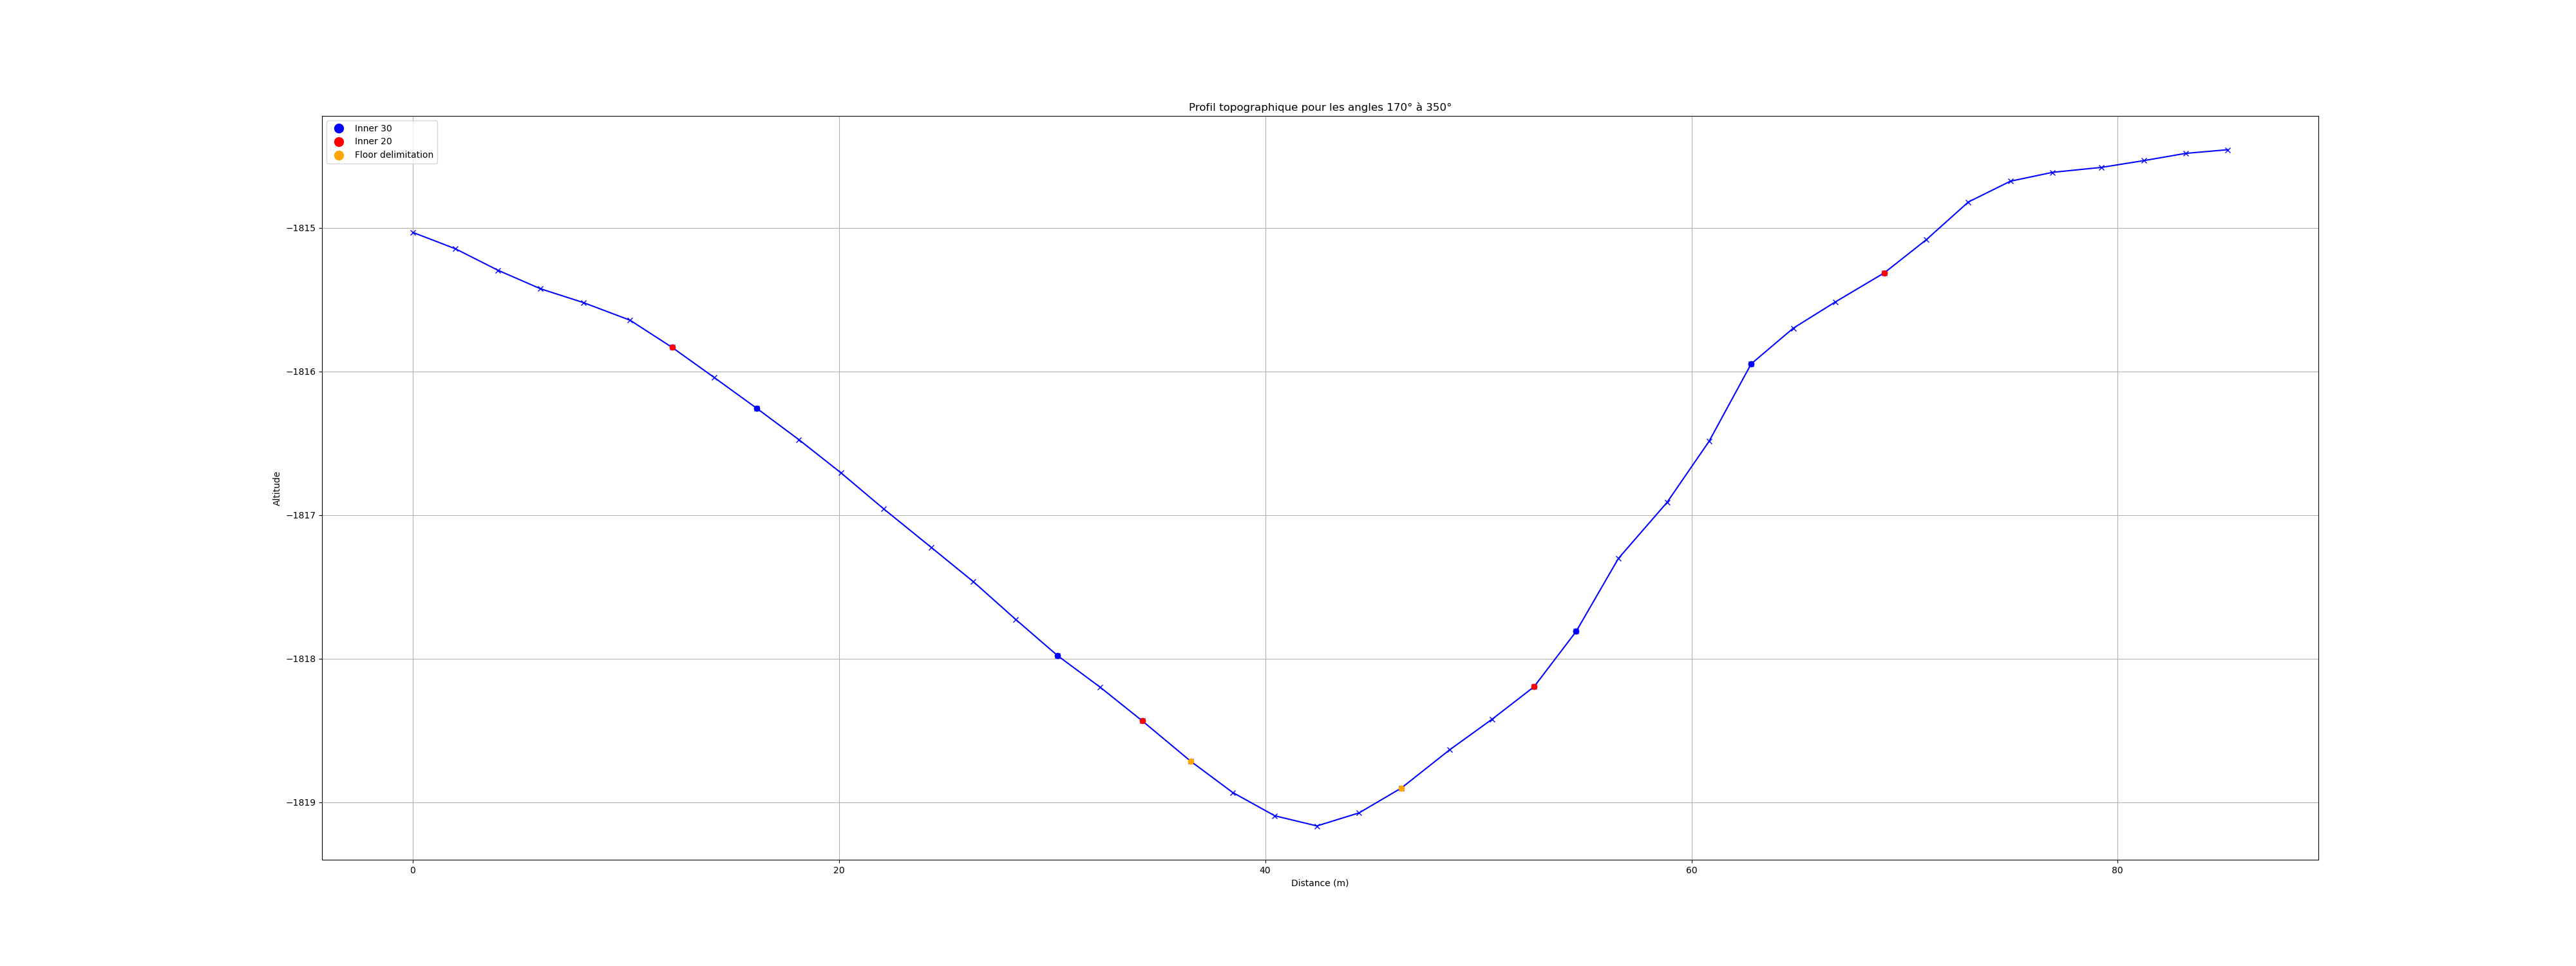 Profil topographique pour les angles 170° à 350°
Inner 30
Inner 20
Floor delimitation
−1815
−1816
−1817
−1818
−1819
Altitude
0 20 40 60 80
Distance (m)